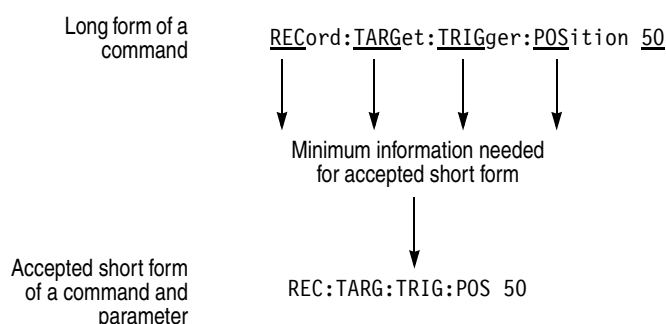 Long form of a
command
RECord:TARGet:TRIGger:POSition 50
Minimum information needed
for accepted short form
Accepted short form
of a command and
parameter
REC:TARG:TRIG:POS 50